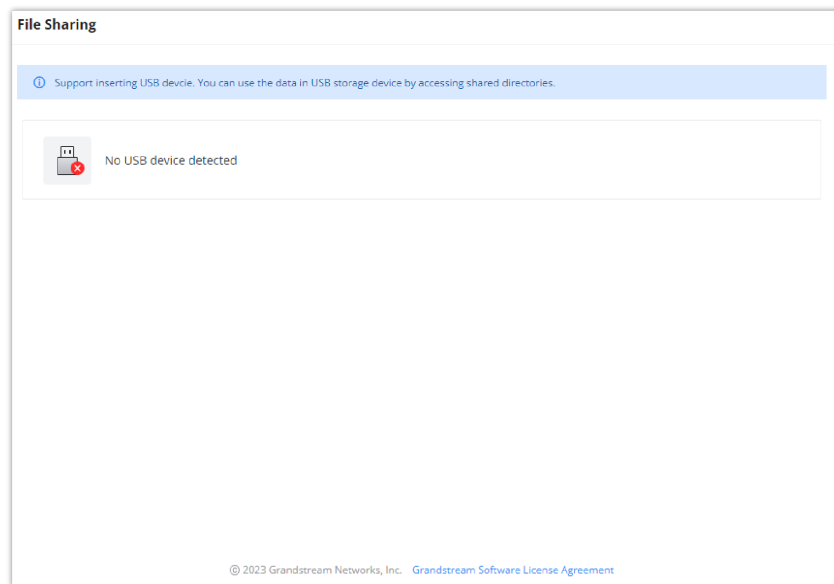 File Sharing
Support inserting USB devcie. You can use the data in USB storage device by accessing shared directories.
No USB device detected
© 2023 Grandstream Networks, Inc. Grandstream Software License Agreement